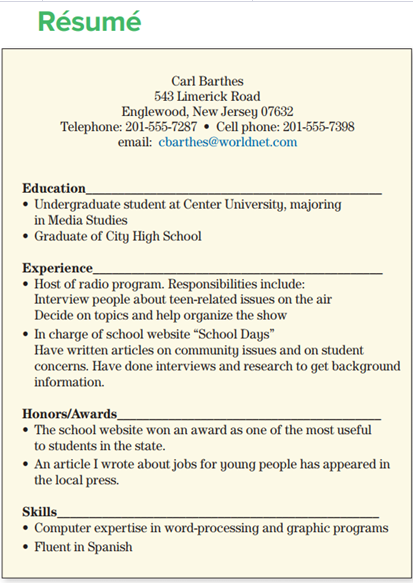 Résumé
Carl Barthes
543 Limerick Road
Englewood, New Jersey 07632
Telephone: 201-555-7287 • Cell phone: 201-555-7398
email: cbarthes@worldnet.com
Education
• Undergraduate student at Center University, majoring
in Media Studies
• Graduate of City High School
Experience
• Host of radio program. Responsibilities include:
Interview people about teen-related issues on the air
Decide on topics and help organize the show
• In charge of school website “School Days”
Have written articles on community issues and on student
concerns. Have done interviews and research to get background
information.
Honors/Awards
• The school website won an award as one of the most useful
to students in the state.
• An article I wrote about jobs for young people has appeared in
the local press.
Skills
• Computer expertise in word-processing and graphic programs
• Fluent in Spanish